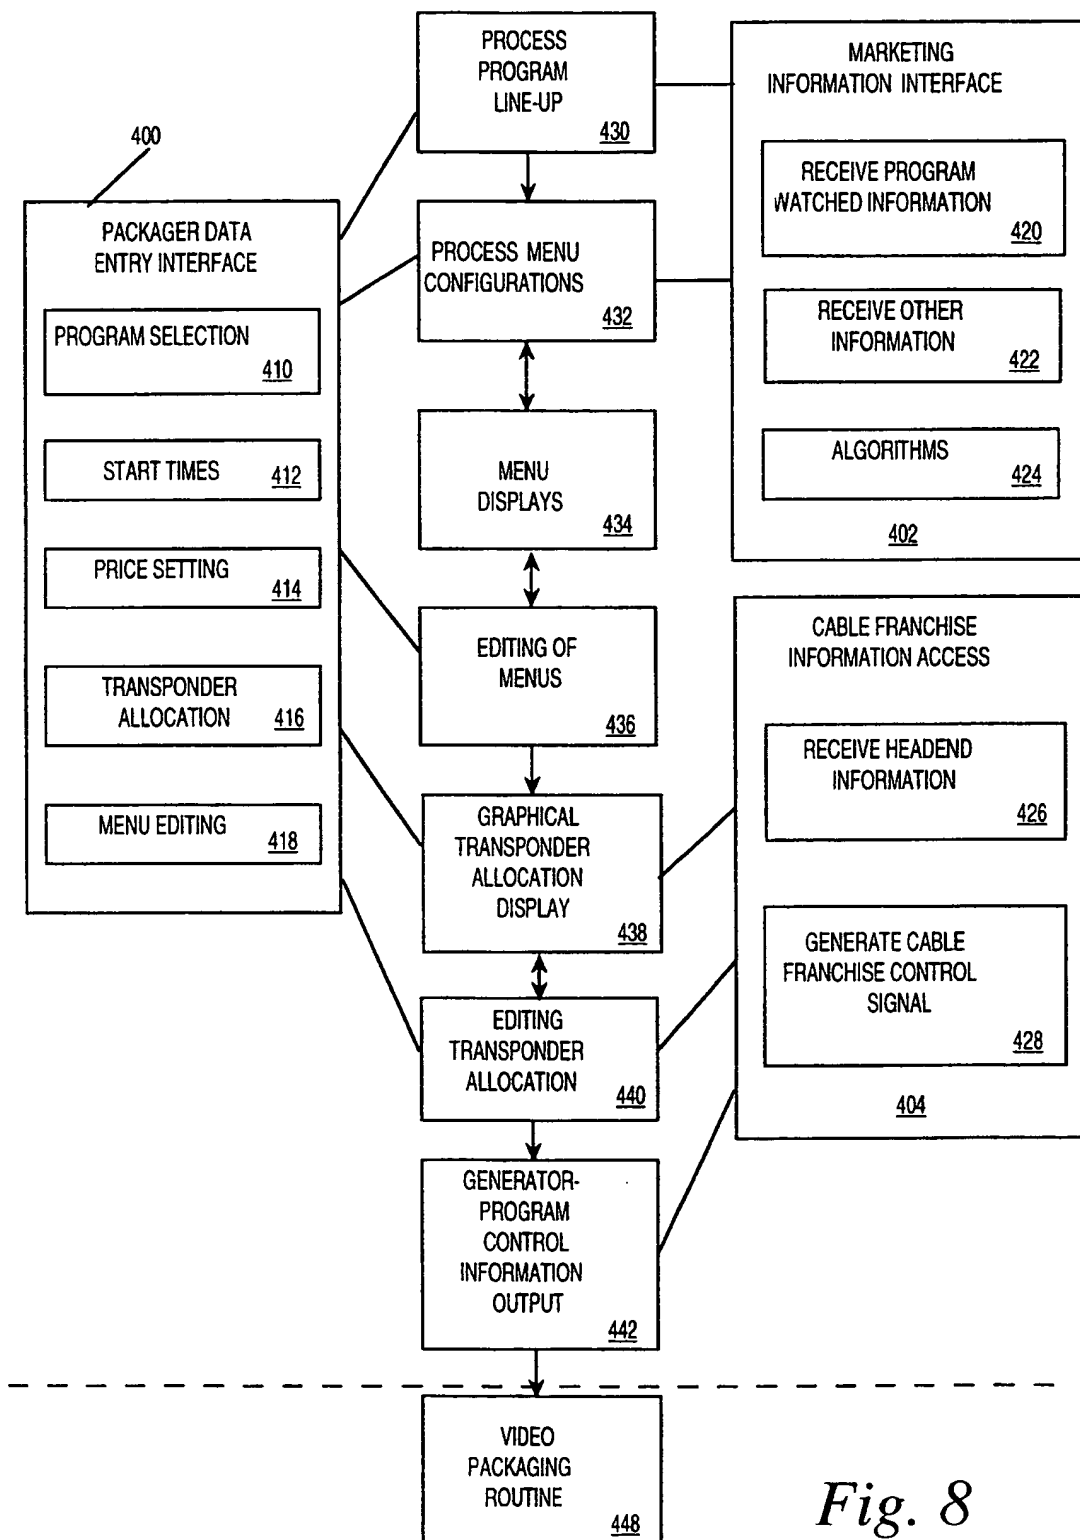 PROCESS
PROGRAM
LINE-UP
430
MARKETING
INFORMATION INTERFACE
RECEIVE PROGRAM
WATCHED INFORMATION
420
RECEIVE OTHER
INFORMATION
422
ALGORITHMS
424
402
400
PACKAGER DATA
ENTRY INTERFACE
PROGRAM SELECTION
410
START TIMES
412
PRICE SETTING
414
TRANSPONDER
ALLOCATION
416
MENU EDITING
418
PROCESS MENU
CONFIGURATIONS
432
MENU
DISPLAYS
434
EDITING OF
MENUS
436
GRAPHICAL
TRANSPONDER
ALLOCATION
DISPLAY
438
EDITING
TRANSPONDER
ALLOCATION
440
GENERATOR-
PROGRAM
CONTROL
INFORMATION
OUTPUT
442
CABLE FRANCHISE
INFORMATION ACCESS
RECEIVE HEADEND
INFORMATION
426
GENERATE CABLE
FRANCHISE CONTROL
SIGNAL
428
404
VIDEO
PACKAGING
ROUTINE
448
Fig. 8